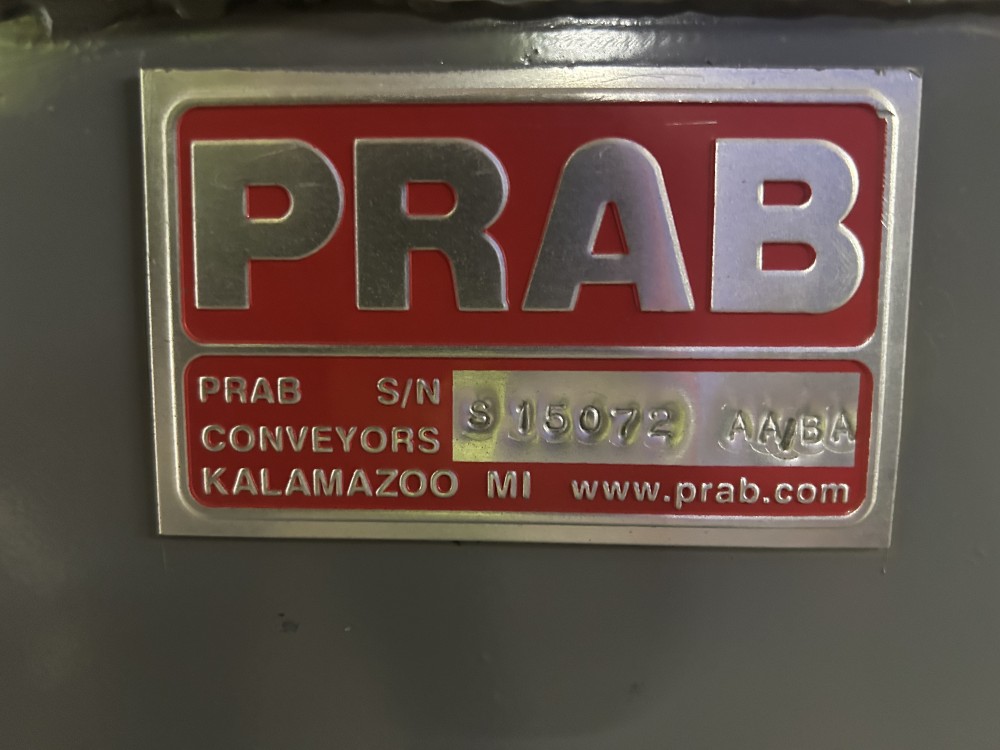 PRAB
PRAB S/N S 15072 AA/BA
CONVEYORS
KALAMAZOO MI www.prab.com